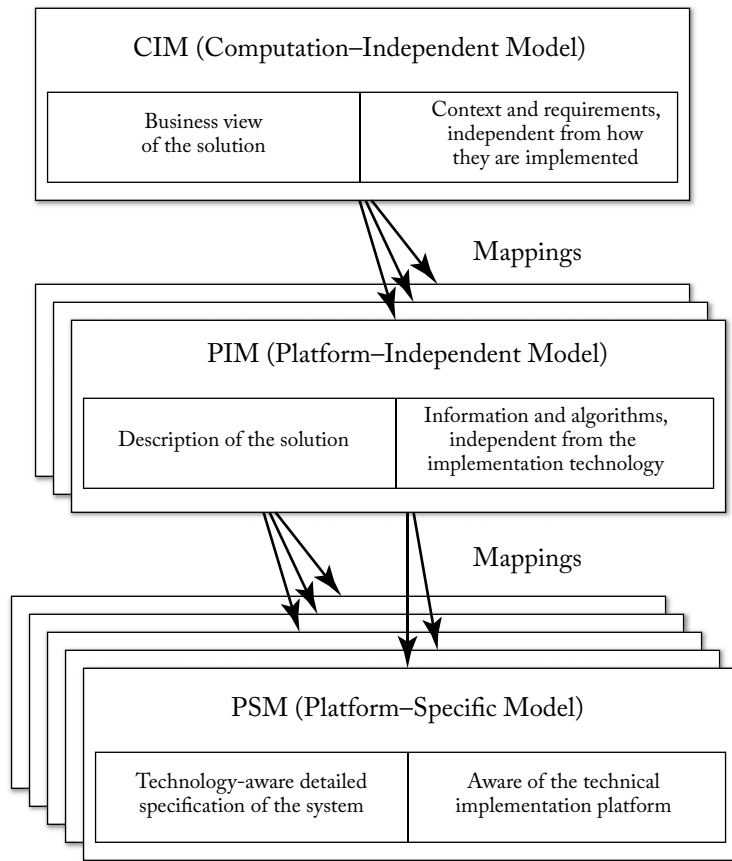 CIM (Computation–Independent Model)
Business view
of the solution
Context and requirements,
independent from how
they are implemented
Mappings
PIM (Platform–Independent Model)
Description of the solution
Information and algorithms,
independent from the
implementation technology
Mappings
PSM (Platform–Specific Model)
Technology-aware detailed
specification of the system
Aware of the technical
implementation platform